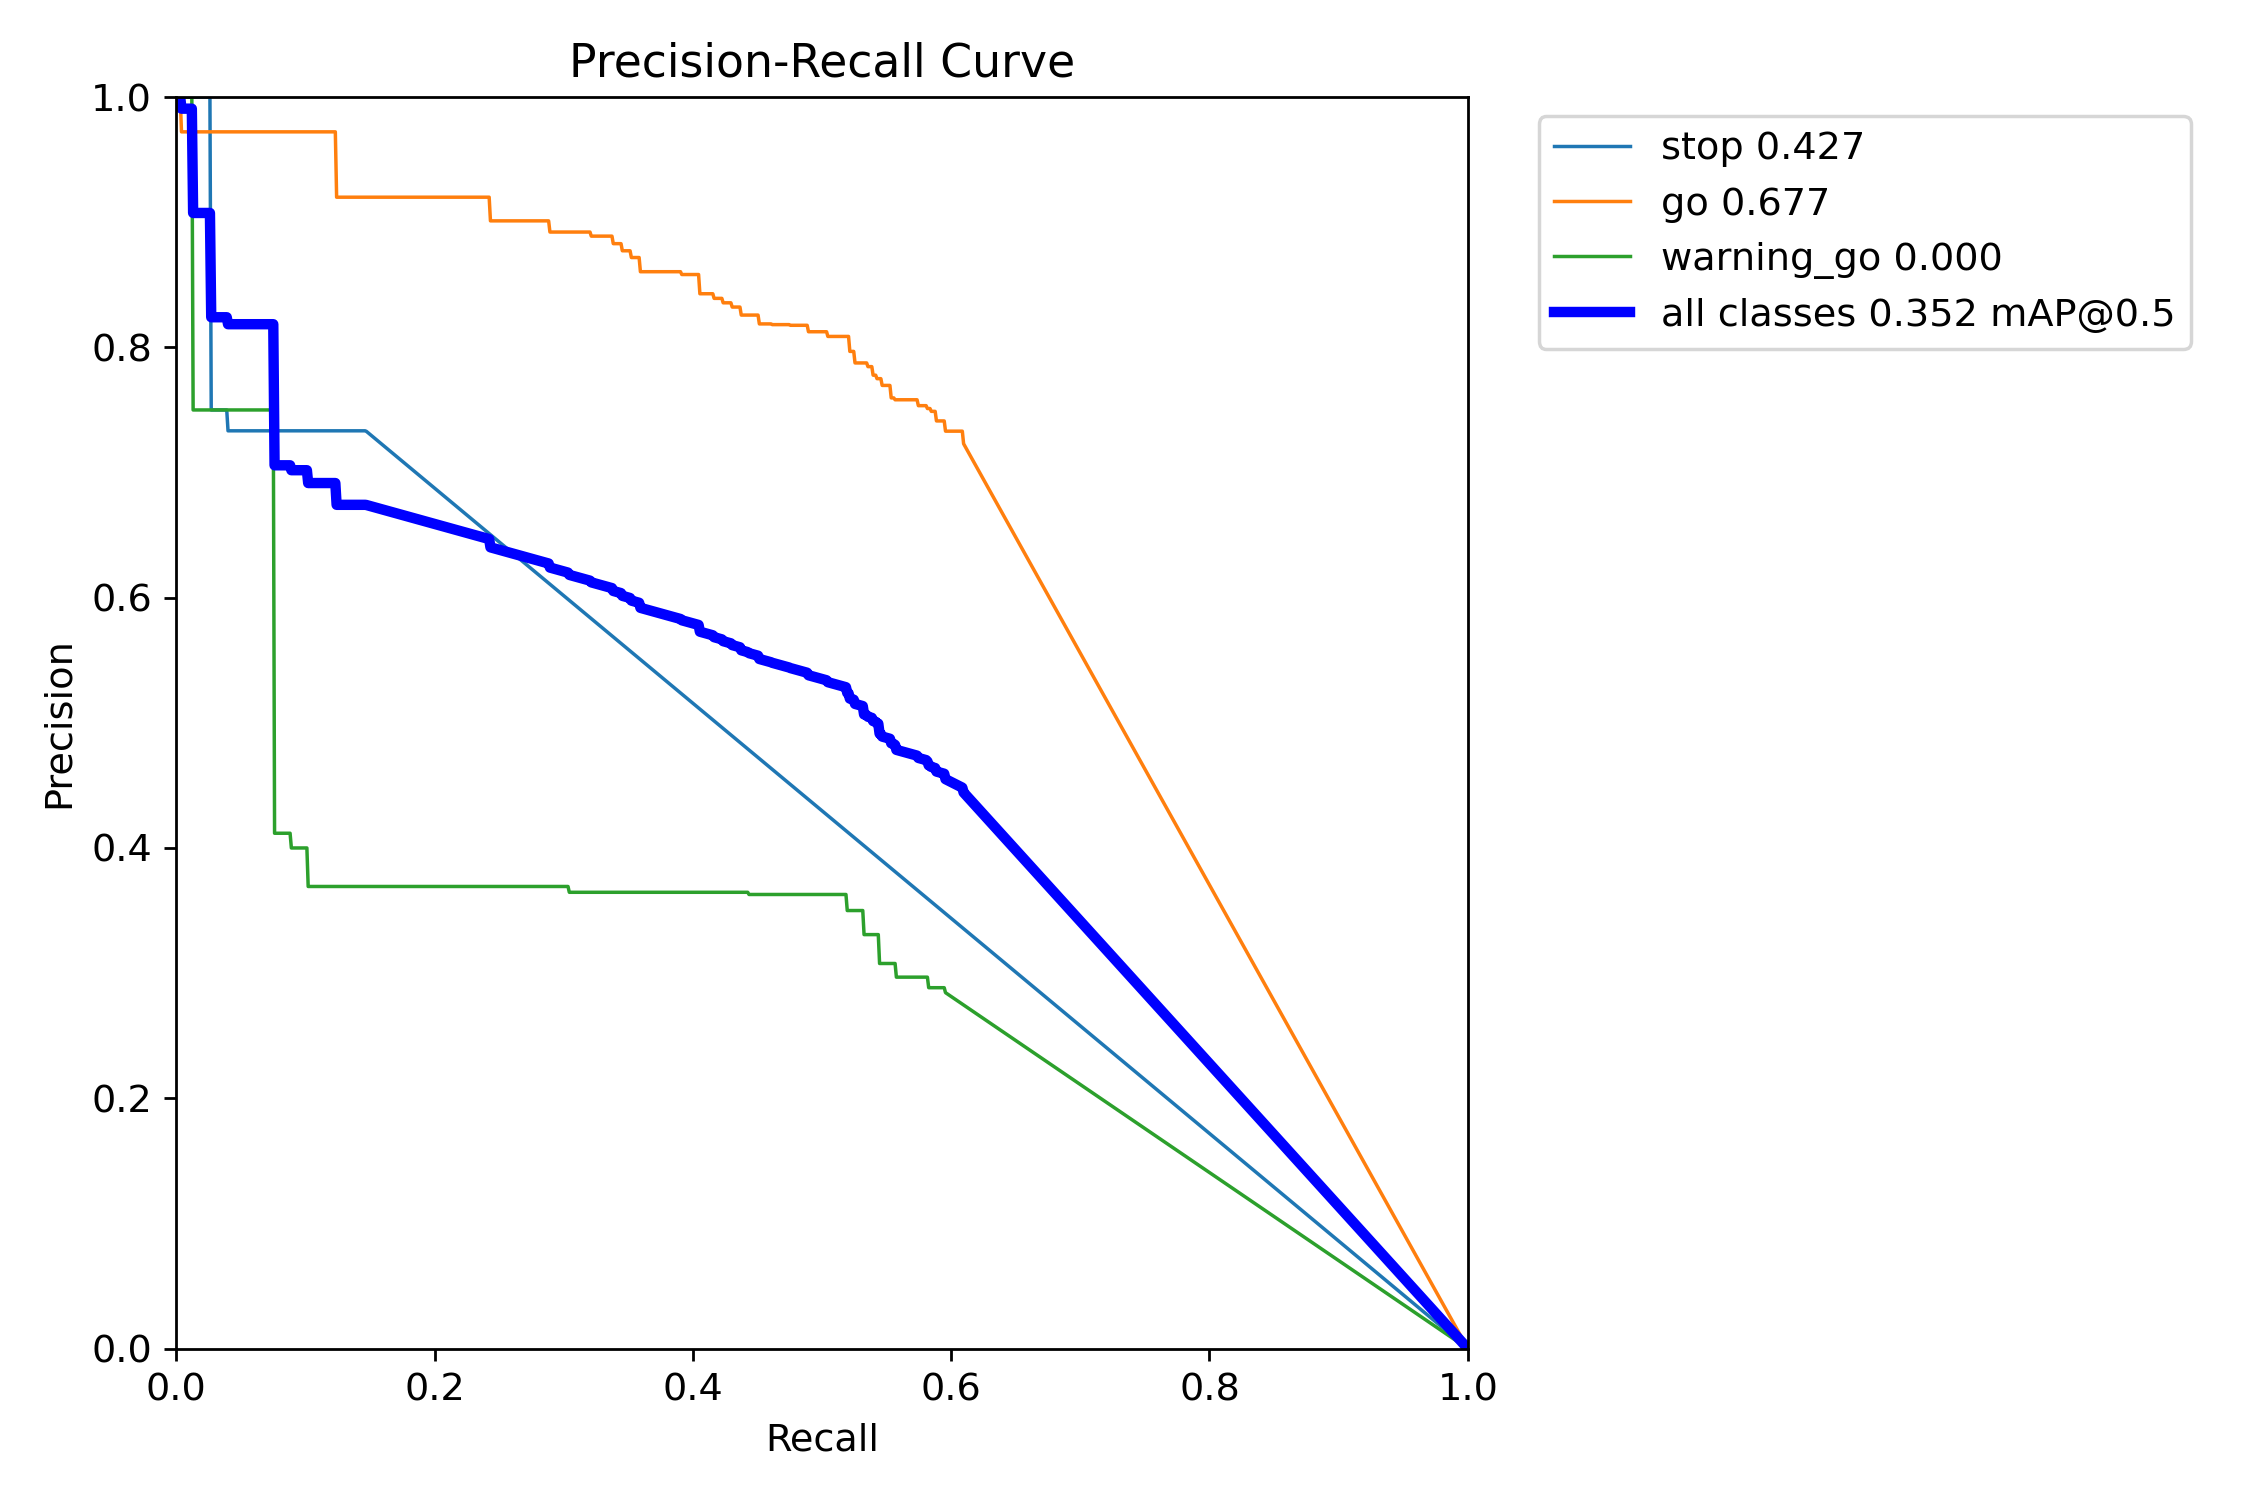 Precision-Recall Curve
1.0
0.8
0.6
0.4
0.2
0.0
Precision
0.0 0.2 0.4 0.6 0.8 1.0
Recall
stop 0.427
go 0.677
warning_go 0.000
all classes 0.352 mAP@0.5